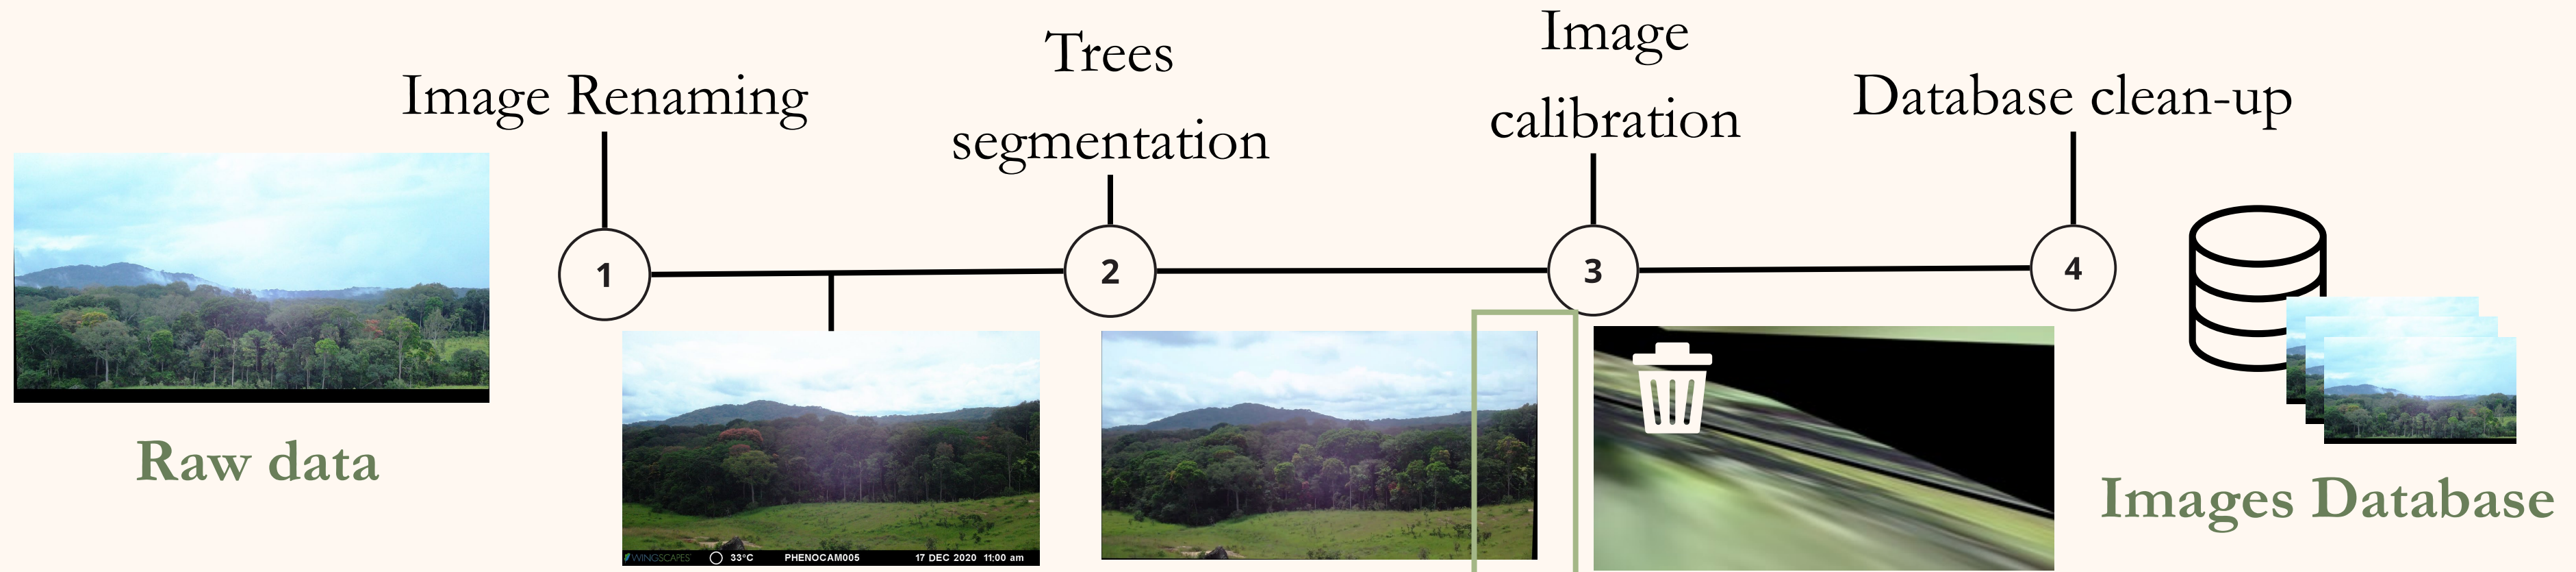 Image Renaming
Trees
segmentation
Image
calibration
Database clean-up
1
2
3
4
Raw data
WINGSCAPES 33°C PHENOCAM005 17 DEC 2020 11:00 am
Images Database